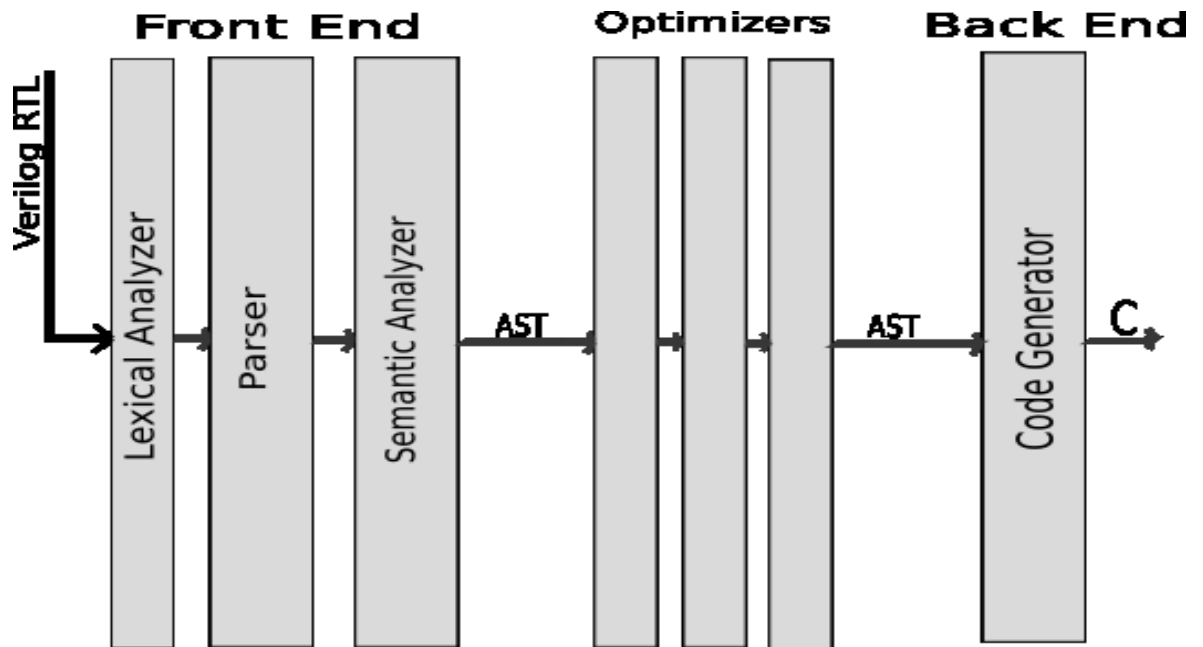 Front End
Optimizers
Back End
Verilog RTL
Lexical Analyzer
Parser
Semantic Analyzer
AST
AST
Code Generator
C